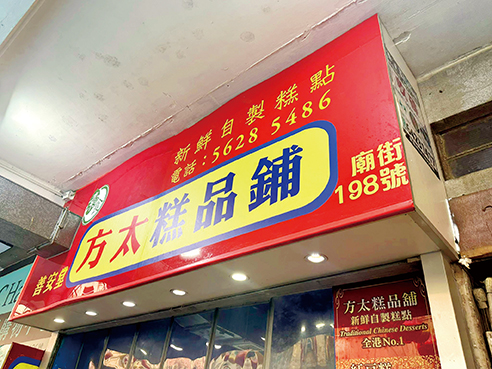 新鮮自製糕點
電話：5628 5486
方太糕品鋪
廟街
198號
善安堂
方太糕品舖
新鮮自製糕點
Traditional Chinese Desserts
全港No.1